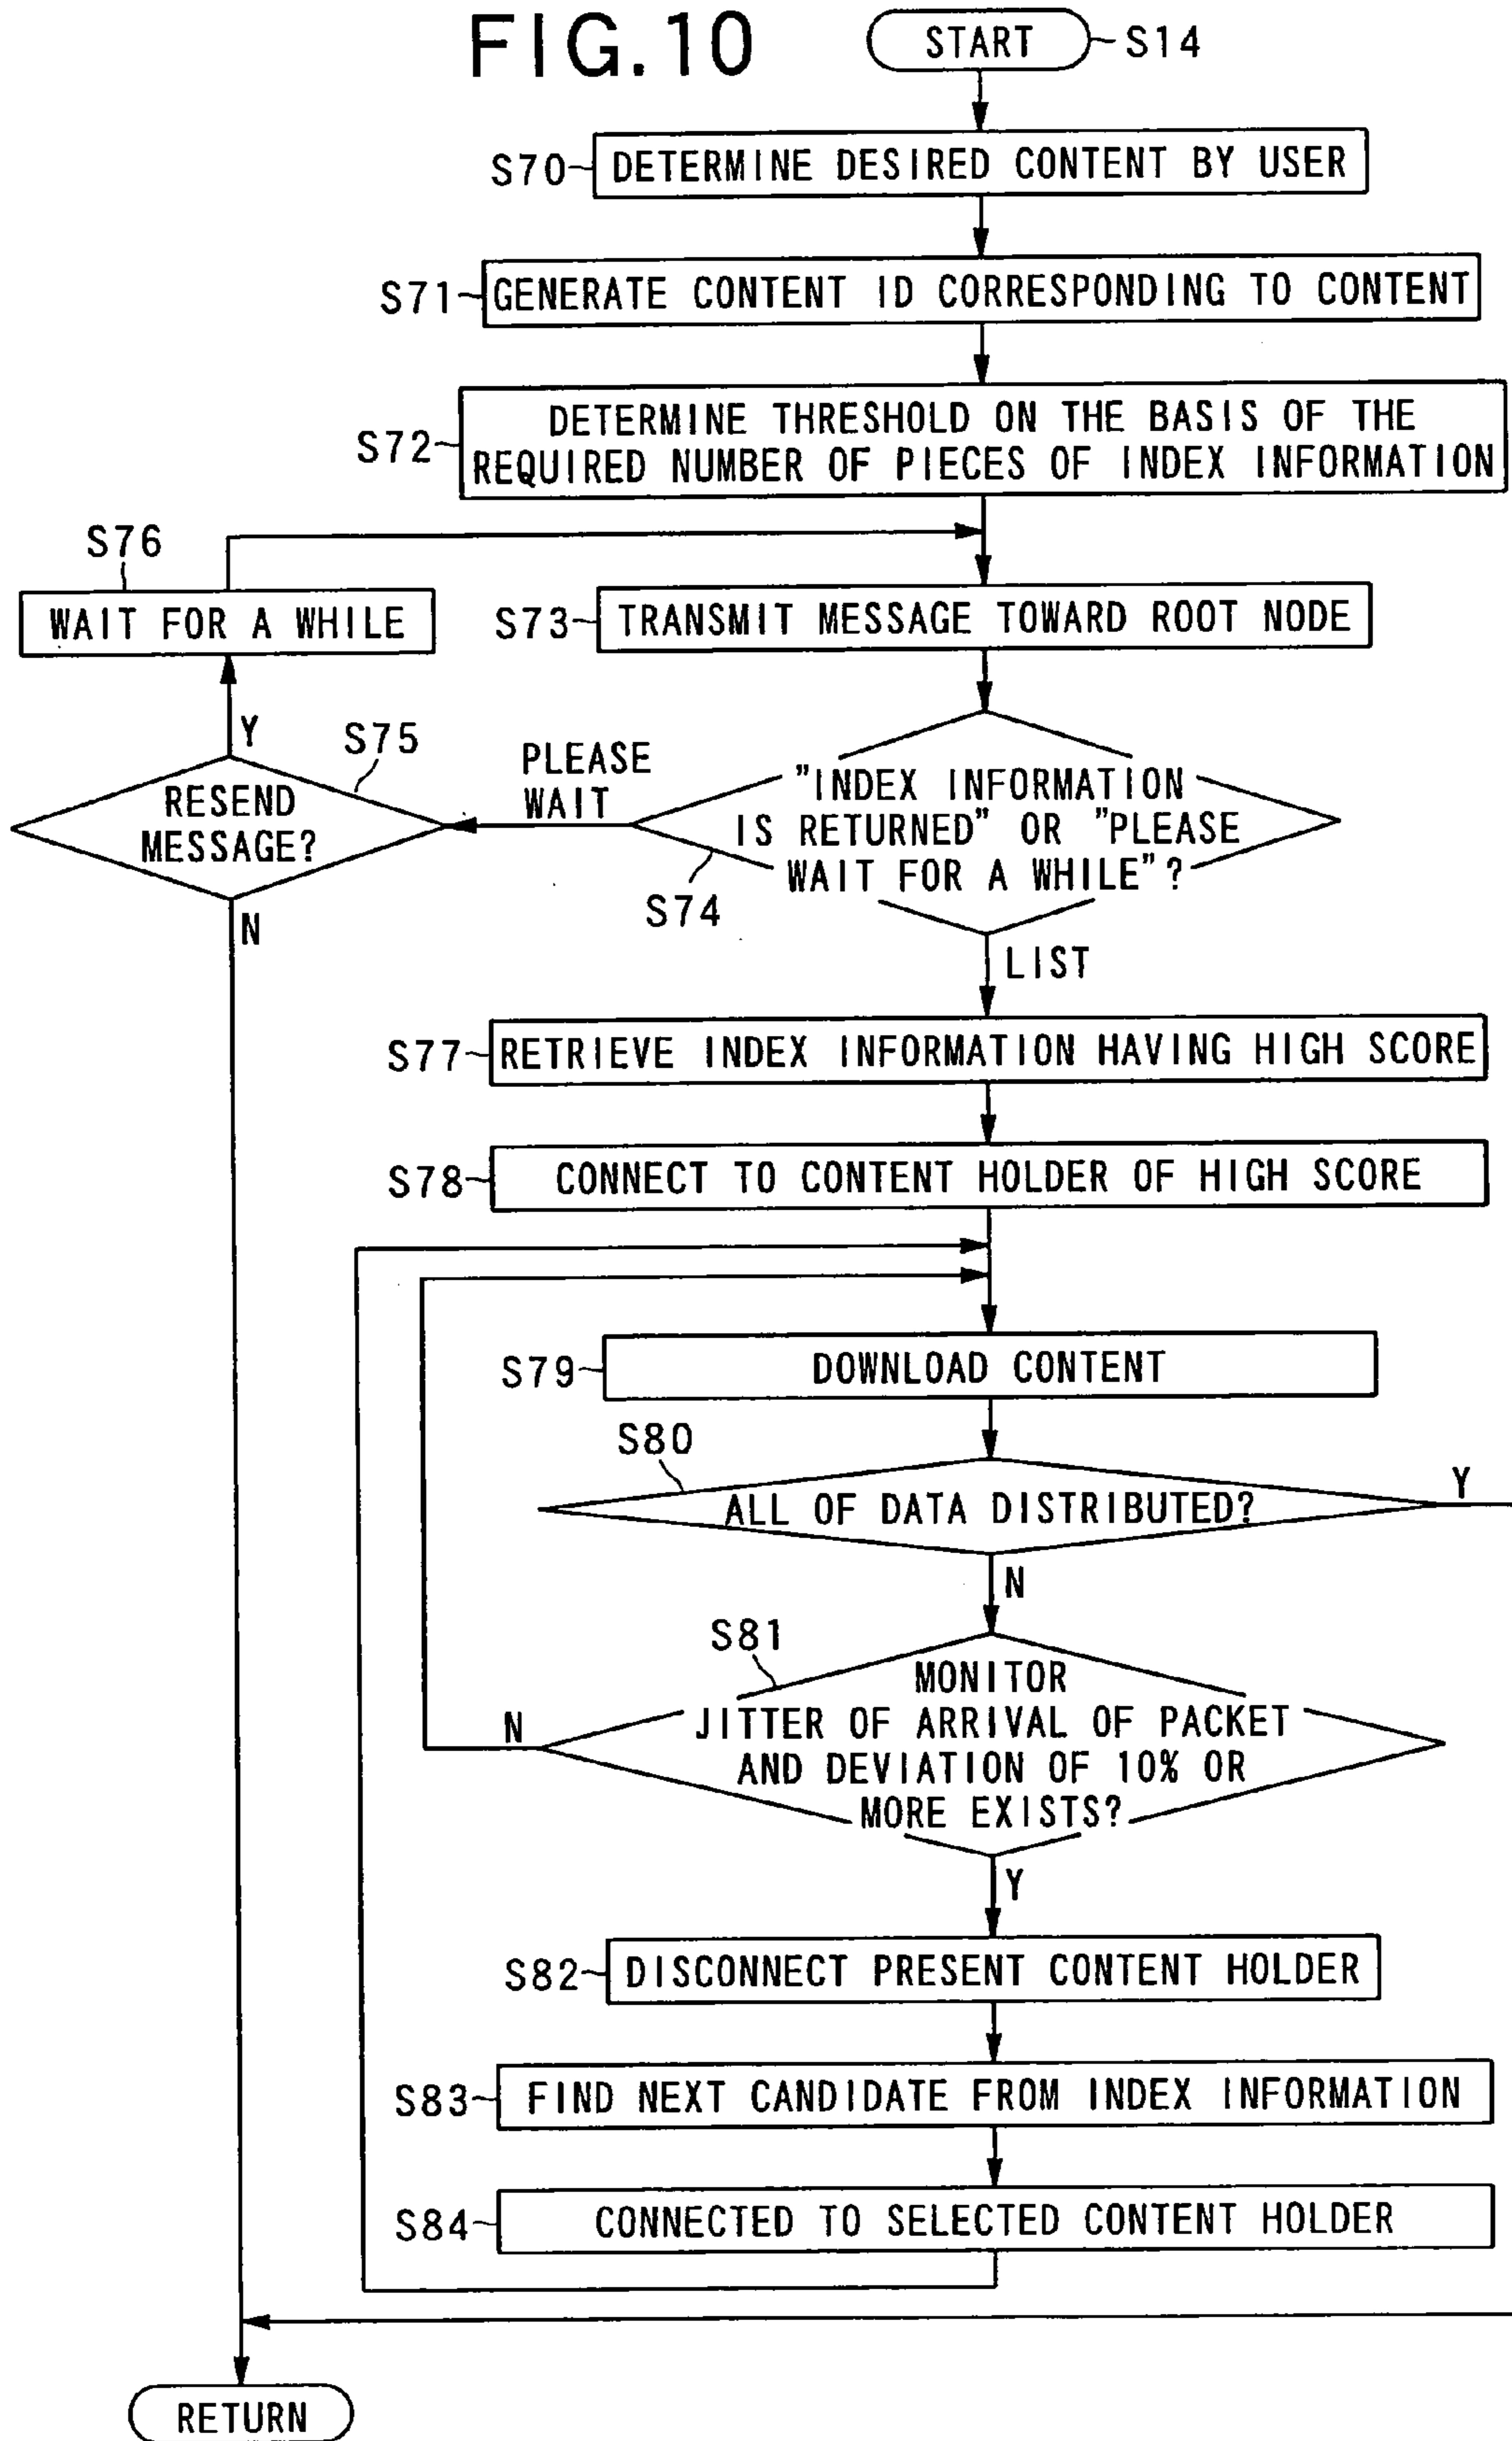 FIG.10
START
S14
S70
DETERMINE DESIRED CONTENT BY USER
S71
GENERATE CONTENT ID CORRESPONDING TO CONTENT
S72
DETERMINE THRESHOLD ON THE BASIS OF THE
REQUIRED NUMBER OF PIECES OF INDEX INFORMATION
S76
WAIT FOR A WHILE
S73
TRANSMIT MESSAGE TOWARD ROOT NODE
Y
S75
RESEND
MESSAGE?
N
PLEASE
WAIT
"INDEX INFORMATION
IS RETURNED" OR "PLEASE
WAIT FOR A WHILE"?
S74
LIST
S77
RETRIEVE INDEX INFORMATION HAVING HIGH SCORE
S78
CONNECT TO CONTENT HOLDER OF HIGH SCORE
S79
DOWNLOAD CONTENT
S80
ALL OF DATA DISTRIBUTED?
Y
N
S81
MONITOR
JITTER OF ARRIVAL OF PACKET
AND DEVIATION OF 10% OR
MORE EXISTS?
N
Y
S82
DISCONNECT PRESENT CONTENT HOLDER
S83
FIND NEXT CANDIDATE FROM INDEX INFORMATION
S84
CONNECTED TO SELECTED CONTENT HOLDER
RETURN